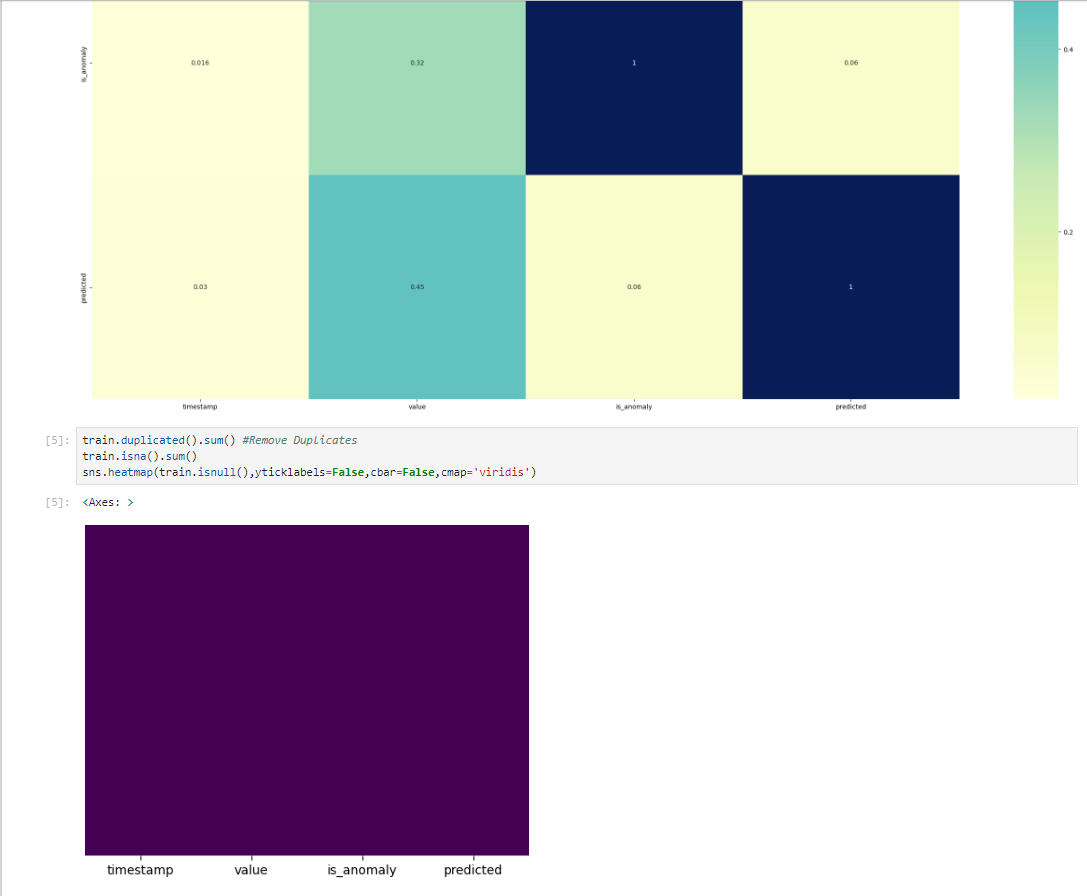 0.4
is_anomaly
0.016 0.32 1 0.06
0.2
predicted
0.03 0.45 0.06 1
timestamp value is_anomaly predicted
[5]: train.duplicated().sum() #Remove Duplicates
train.isna().sum()
sns.heatmap(train.isnull(),yticklabels=False,cbar=False,cmap='viridis')
[5]: <Axes: >
timestamp value is_anomaly predicted